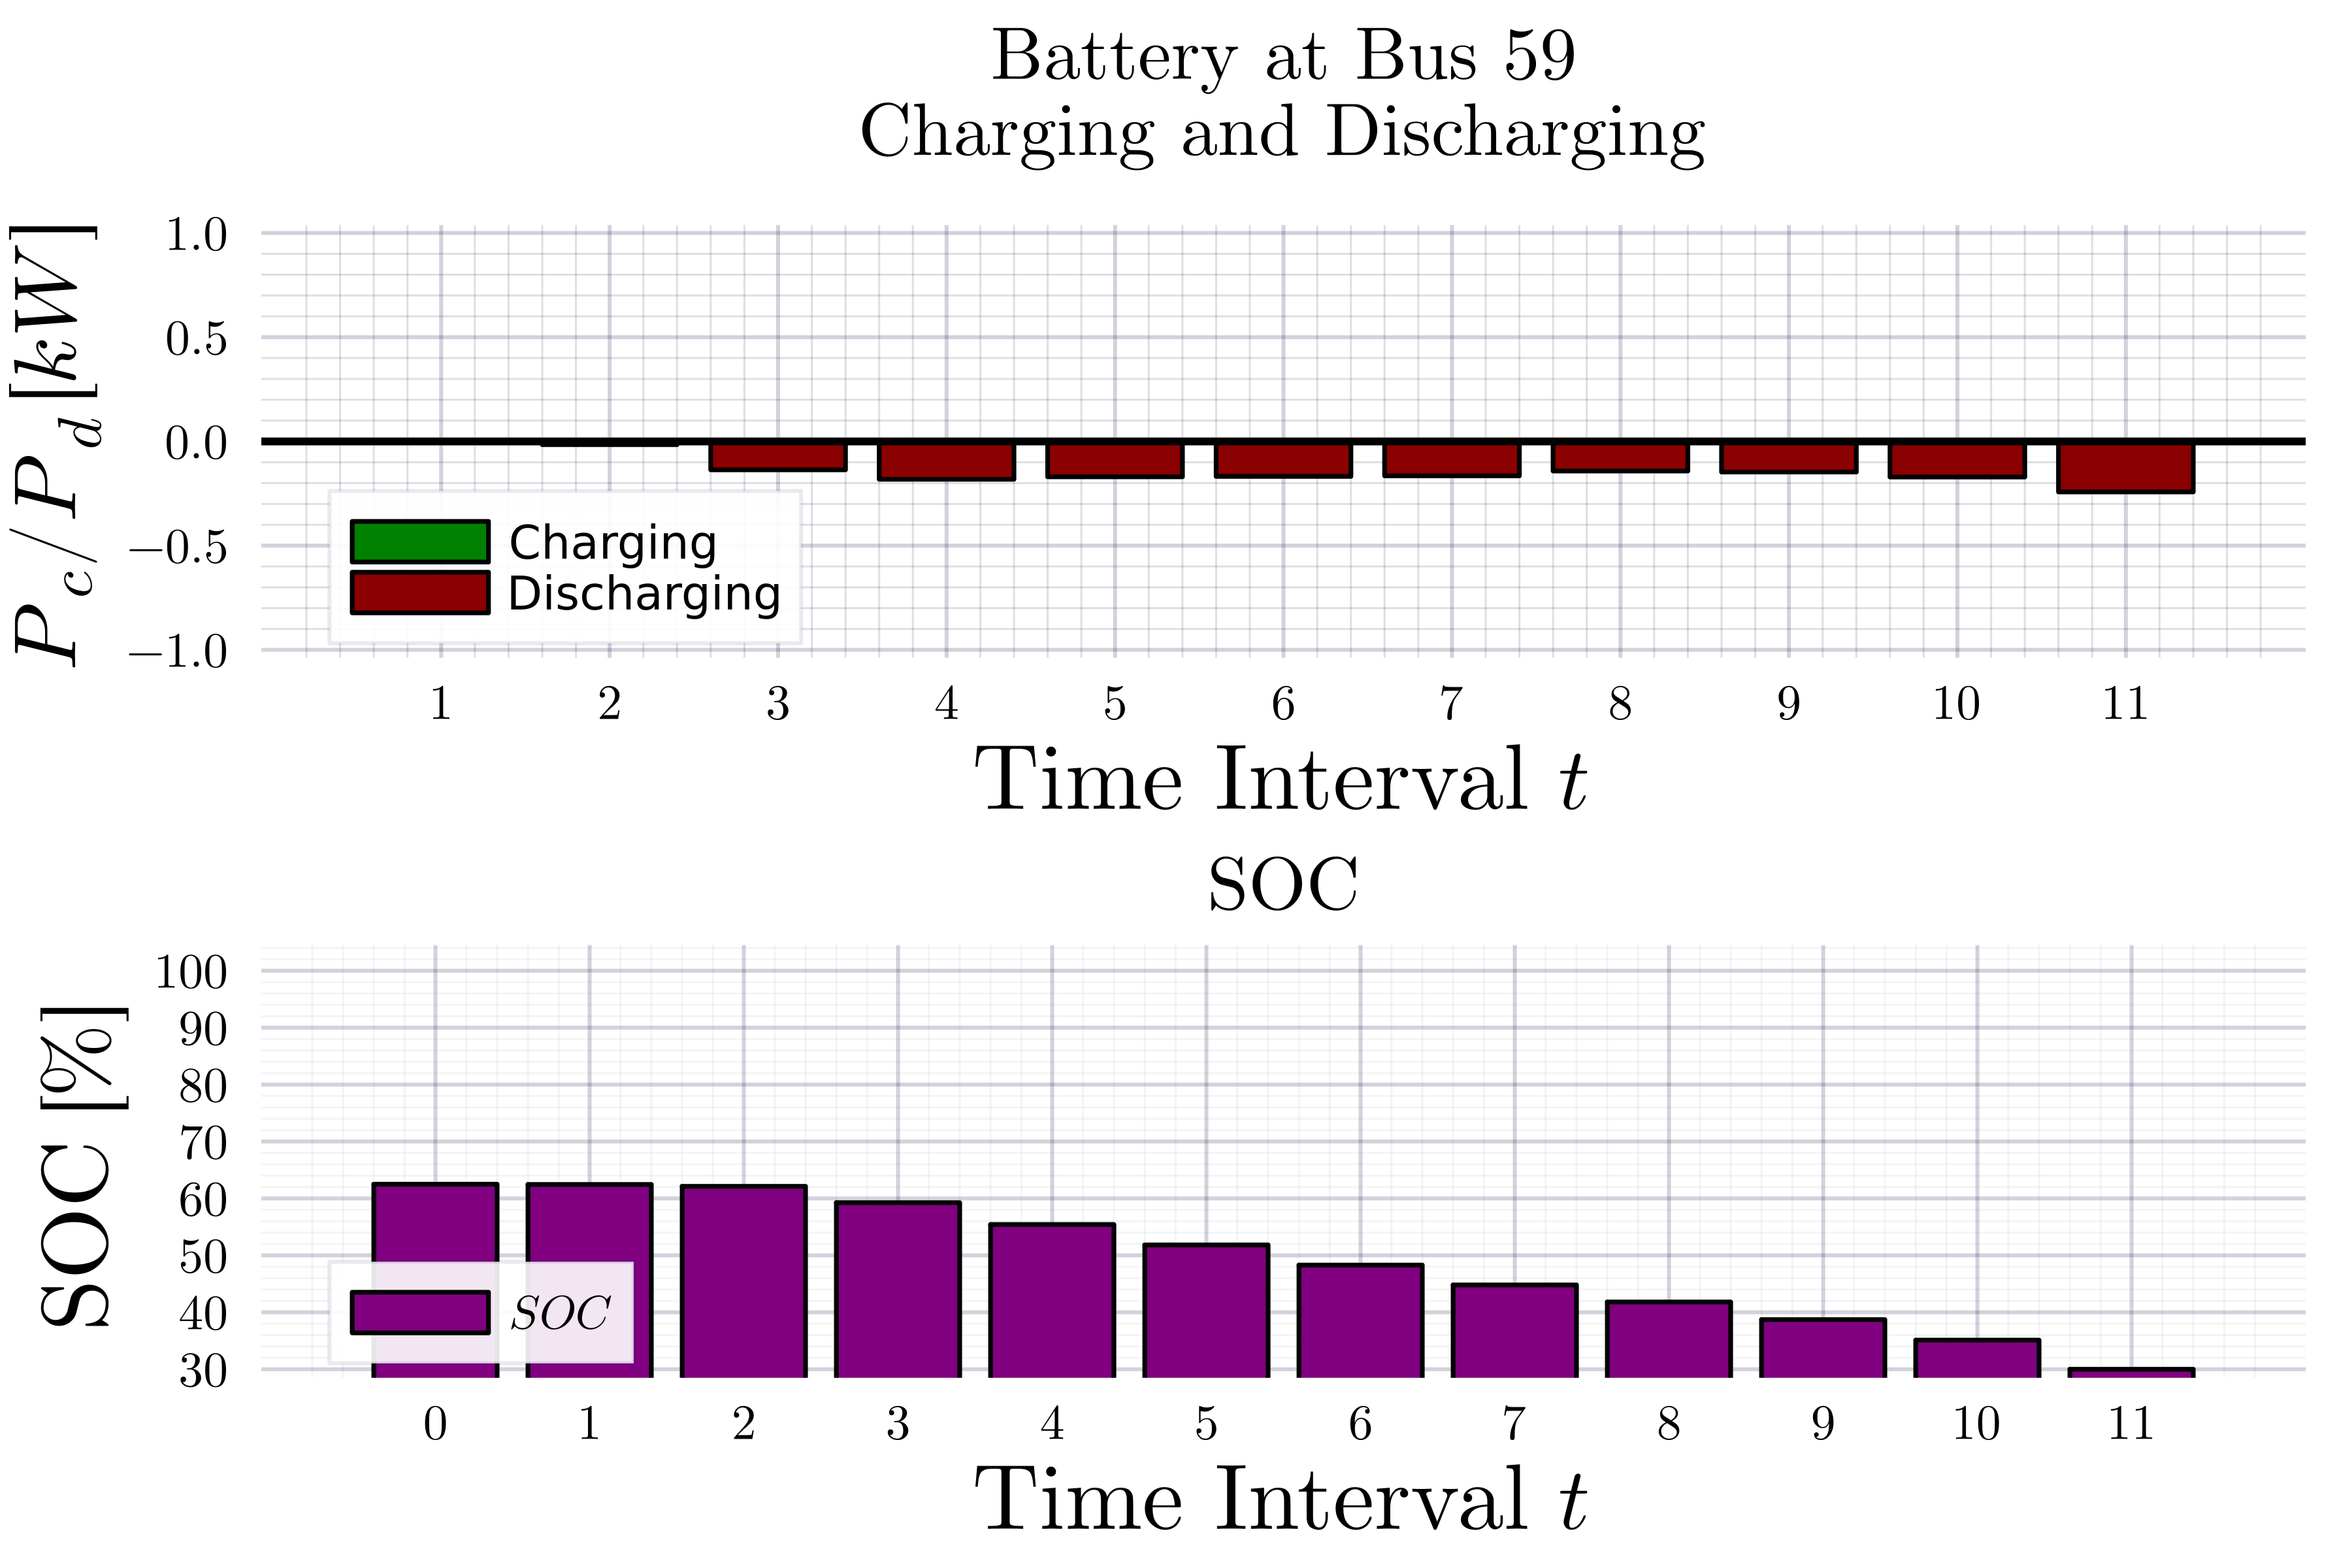 Battery at Bus 59
Charging and Discharging
P_c/P_d [kW]
1.0
0.5
0.0
−0.5
−1.0
Charging
Discharging
1 2 3 4 5 6 7 8 9 10 11
Time Interval t
SOC
SOC [%]
100
90
80
70
60
50
40
30
SOC
0 1 2 3 4 5 6 7 8 9 10 11
Time Interval t